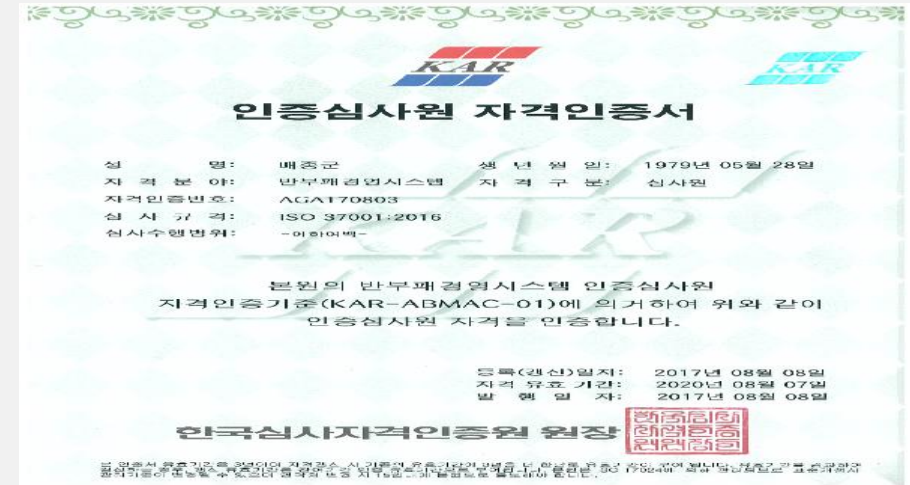 KAR
KAR
인증심사원 자격인증서
성 명: 배종군 생 년 월 일: 1979년 05월 28일
자 격 분 야: 반부패경영시스템 자 격 구 분: 심사원
자격인증번호: AGA170803
심 사 규 격: ISO 37001:2016
심사수행범위: -이하여백-
KAR
본원의 반부패경영시스템 인증심사원
자격인증기준(KAR-ABMAC-01)에 의거하여 위와 같이
인증심사원 자격을 인증합니다.
등록(갱신)일자: 2017년 08월 08일
자격 유효 기간: 2020년 08월 07일
발 행 일 자: 2017년 08월 08일
한국심사자격인증원 원장